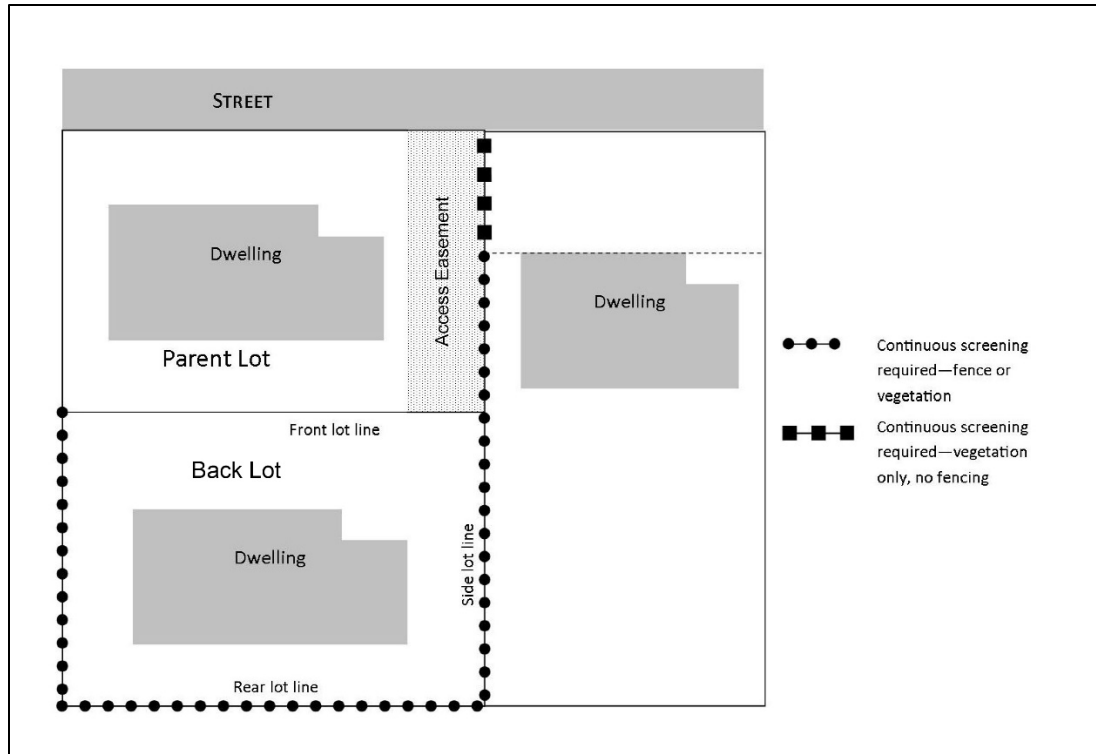 STREET
Access Easement
Dwelling
Dwelling
Parent Lot
Continuous screening
required—fence or
vegetation
Continuous screening
required—vegetation
only, no fencing
Front lot line
Back Lot
Dwelling
Side lot line
Rear lot line